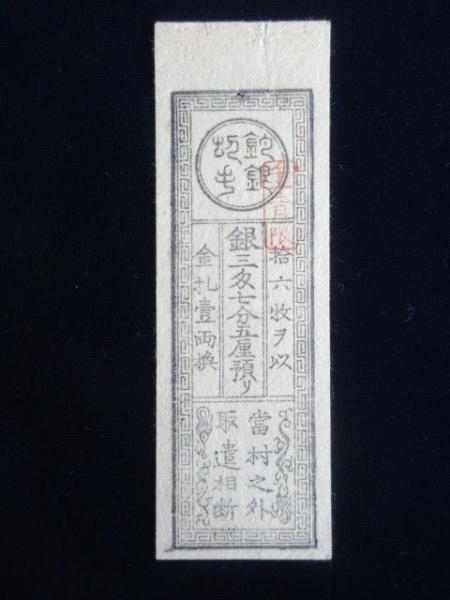 銀三匁七分五厘預り
拾六枚ヲ以
金札壹両換
當村之外
取遣相断